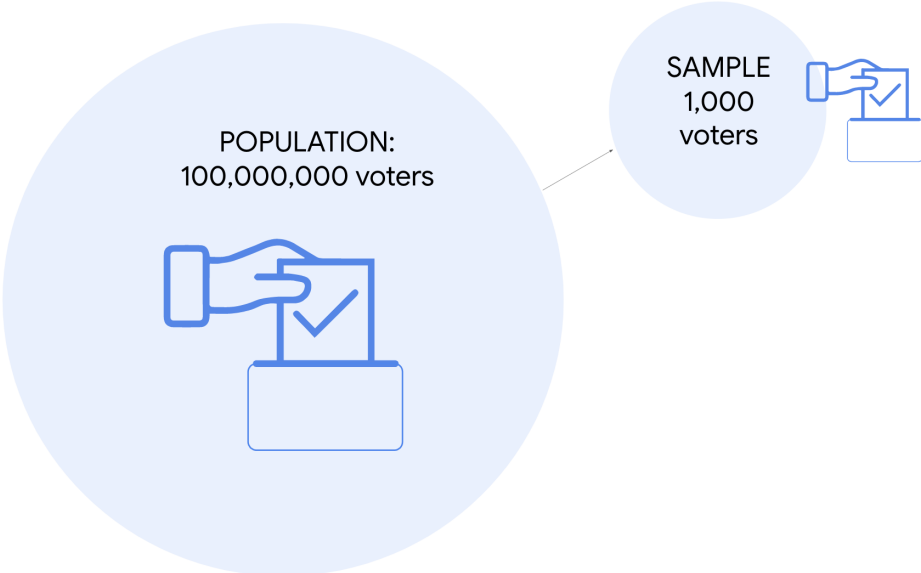 POPULATION:
100,000,000 voters
SAMPLE
1,000
voters